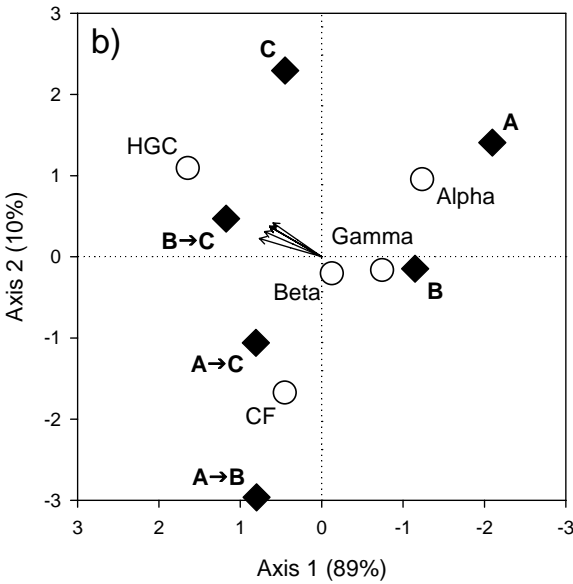 b)
C
A
HGC
Alpha
B→C
Gamma
Beta
B
A→C
CF
A→B
3
2
1
0
-1
-2
-3
Axis 2 (10%)
3 2 1 0 -1 -2 -3
Axis 1 (89%)